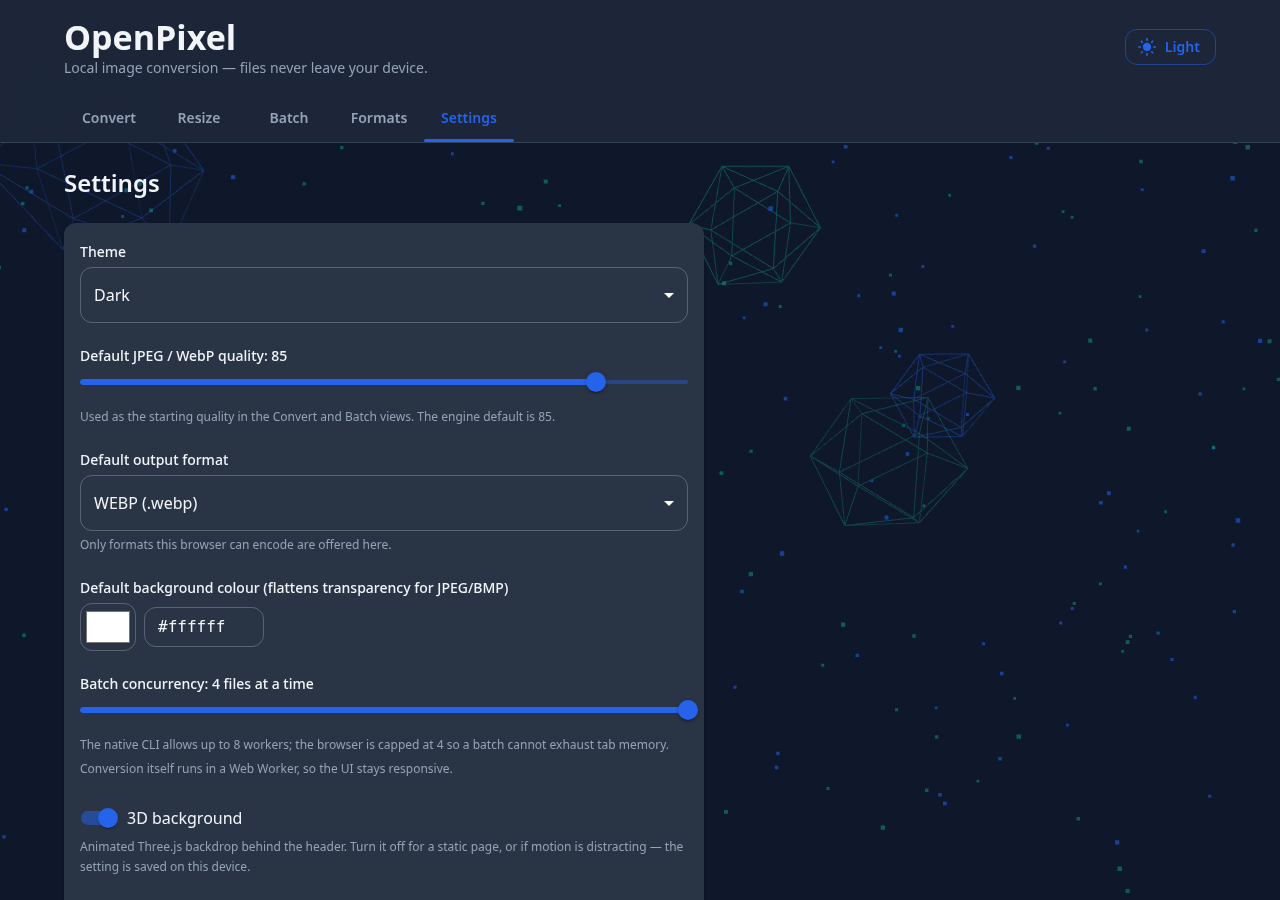 OpenPixel
Local image conversion — files never leave your device.
Light
Convert
Resize
Batch
Formats
Settings
Settings
Theme
Dark
Default JPEG / WebP quality: 85
Used as the starting quality in the Convert and Batch views. The engine default is 85.
Default output format
WEBP (.webp)
Only formats this browser can encode are offered here.
Default background colour (flattens transparency for JPEG/BMP)
#ffffff
Batch concurrency: 4 files at a time
The native CLI allows up to 8 workers; the browser is capped at 4 so a batch cannot exhaust tab memory.
Conversion itself runs in a Web Worker, so the UI stays responsive.
3D background
Animated Three.js backdrop behind the header. Turn it off for a static page, or if motion is distracting — the
setting is saved on this device.